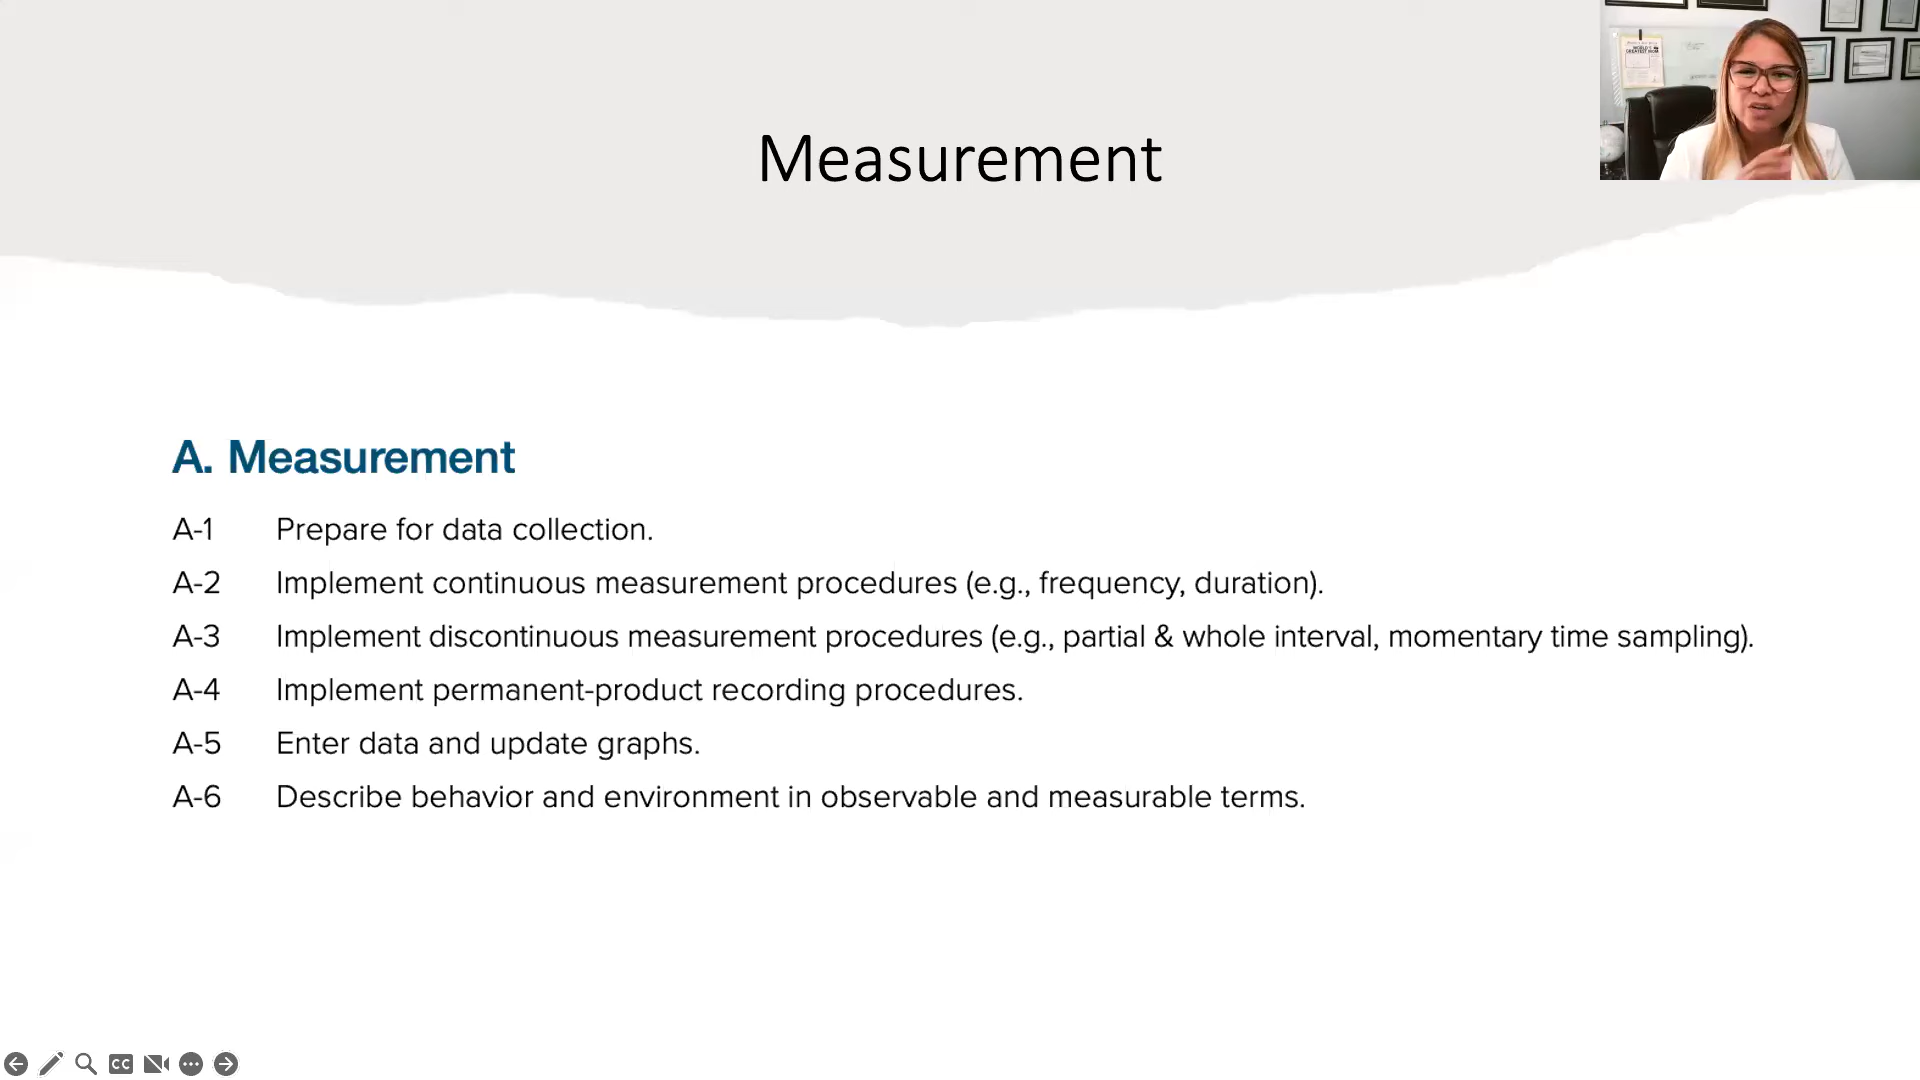 Measurement
A. Measurement
A-1 Prepare for data collection.
A-2 Implement continuous measurement procedures (e.g., frequency, duration).
A-3 Implement discontinuous measurement procedures (e.g., partial & whole interval, momentary time sampling).
A-4 Implement permanent-product recording procedures.
A-5 Enter data and update graphs.
A-6 Describe behavior and environment in observable and measurable terms.
CC